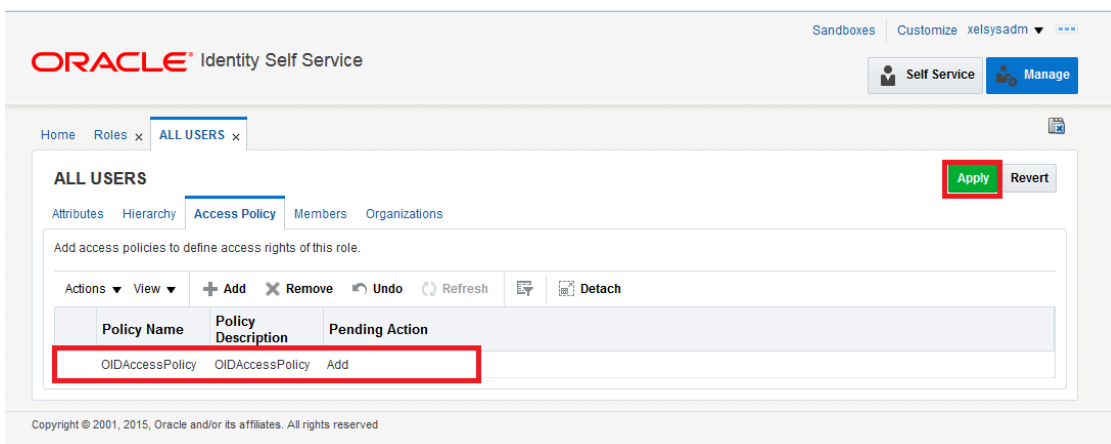 Sandboxes Customize xelsysadm
ORACLE® Identity Self Service
Self Service Manage
Home Roles x ALL USERS x
ALL USERS
Apply Revert
Attributes Hierarchy Access Policy Members Organizations
Add access policies to define access rights of this role.
Actions View Add Remove Undo Refresh Detach
Policy Name Policy Description Pending Action
OIDAccessPolicy OIDAccessPolicy Add
Copyright © 2001, 2015, Oracle and/or its affiliates. All rights reserved